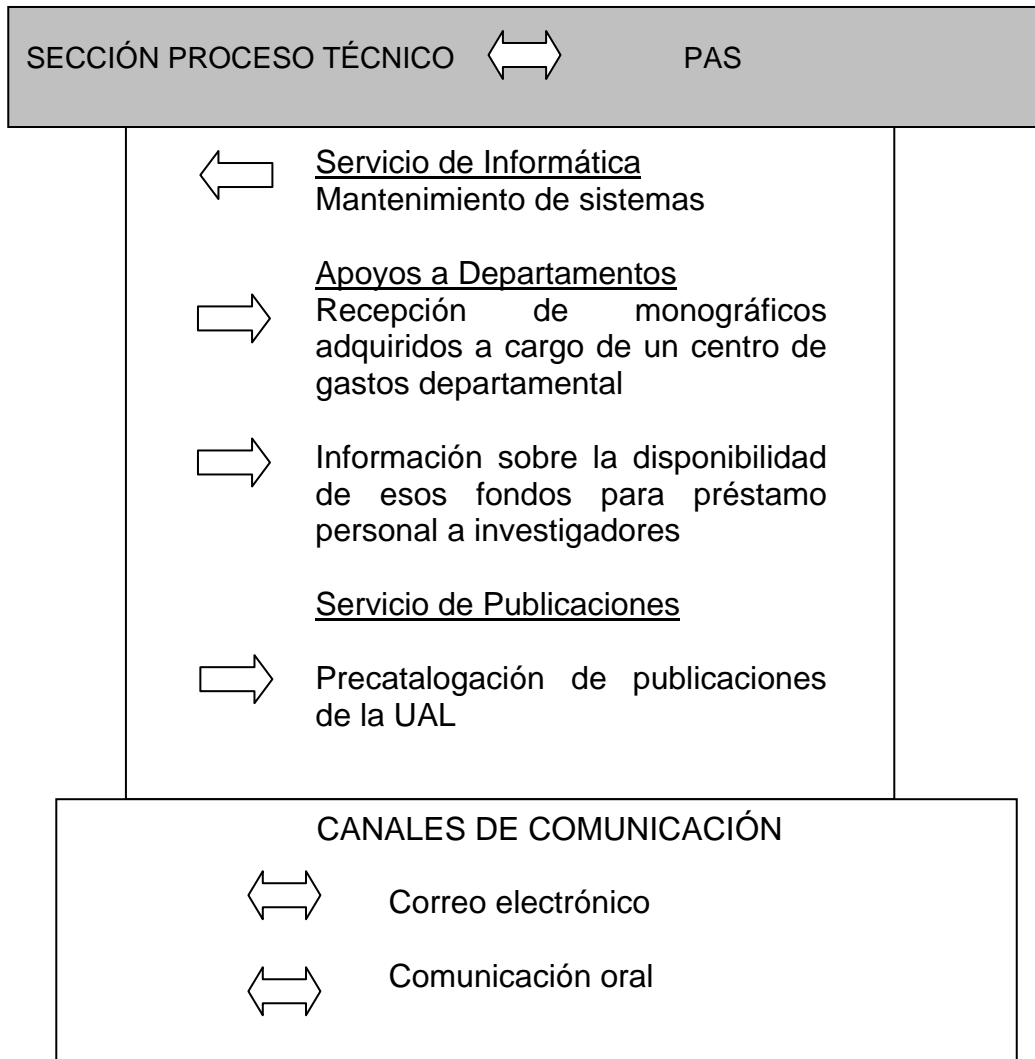 SECCIÓN PROCESO TÉCNICO PAS
Servicio de Informática
Mantenimiento de sistemas
Apoyos a Departamentos
Recepción de monográficos
adquiridos a cargo de un centro de
gastos departamental
Información sobre la disponibilidad
de esos fondos para préstamo
personal a investigadores
Servicio de Publicaciones
Precatalogación de publicaciones
de la UAL
CANALES DE COMUNICACIÓN
Correo electrónico
Comunicación oral